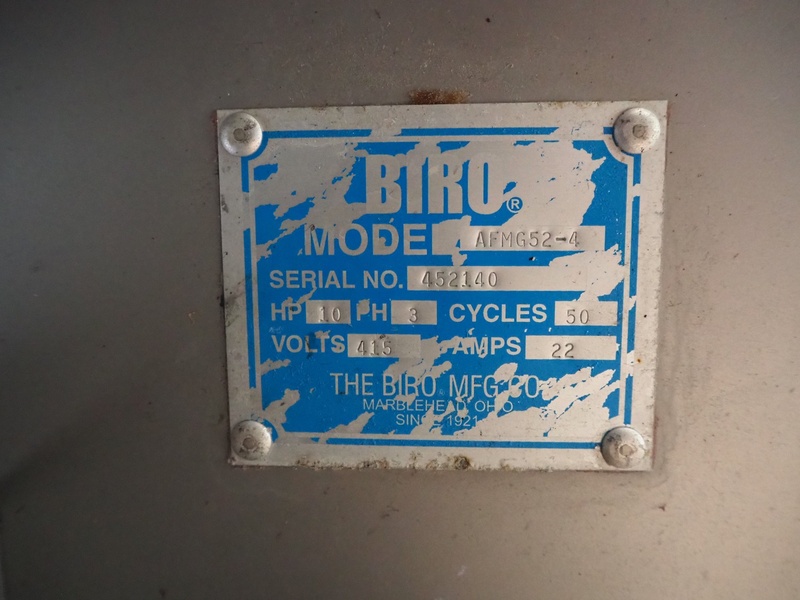 BIRO®
MODEL AFMG52-4
SERIAL NO. 452140
HP 10 PH 3 CYCLES 50
VOLTS 415 AMPS 22
THE BIRO MFG CO
MARBLEHEAD, OHIO
SINCE 1921